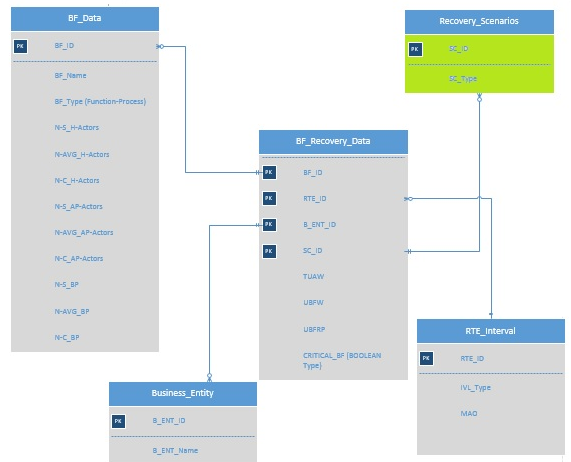 BF_Data
PK BF_ID
BF_Name
BF_Type (Function-Process)
N-S_H-Actors
N-AVG_H-Actors
N-C_H-Actors
N-S_AP-Actors
N-AVG_AP-Actors
N-C_AP-Actors
N-S_BP
N-AVG_BP
N-C_BP
Recovery_Scenarios
PK SC_ID
SC_Type
BF_Recovery_Data
PK BF_ID
PK RTE_ID
PK B_ENT_ID
PK SC_ID
TUAW
UBFW
UBFRP
CRITICAL_BF (BOOLEAN
Type)
RTE_Interval
PK RTE_ID
IVL_Type
MAO
Business_Entity
PK B_ENT_ID
B_ENT_Name